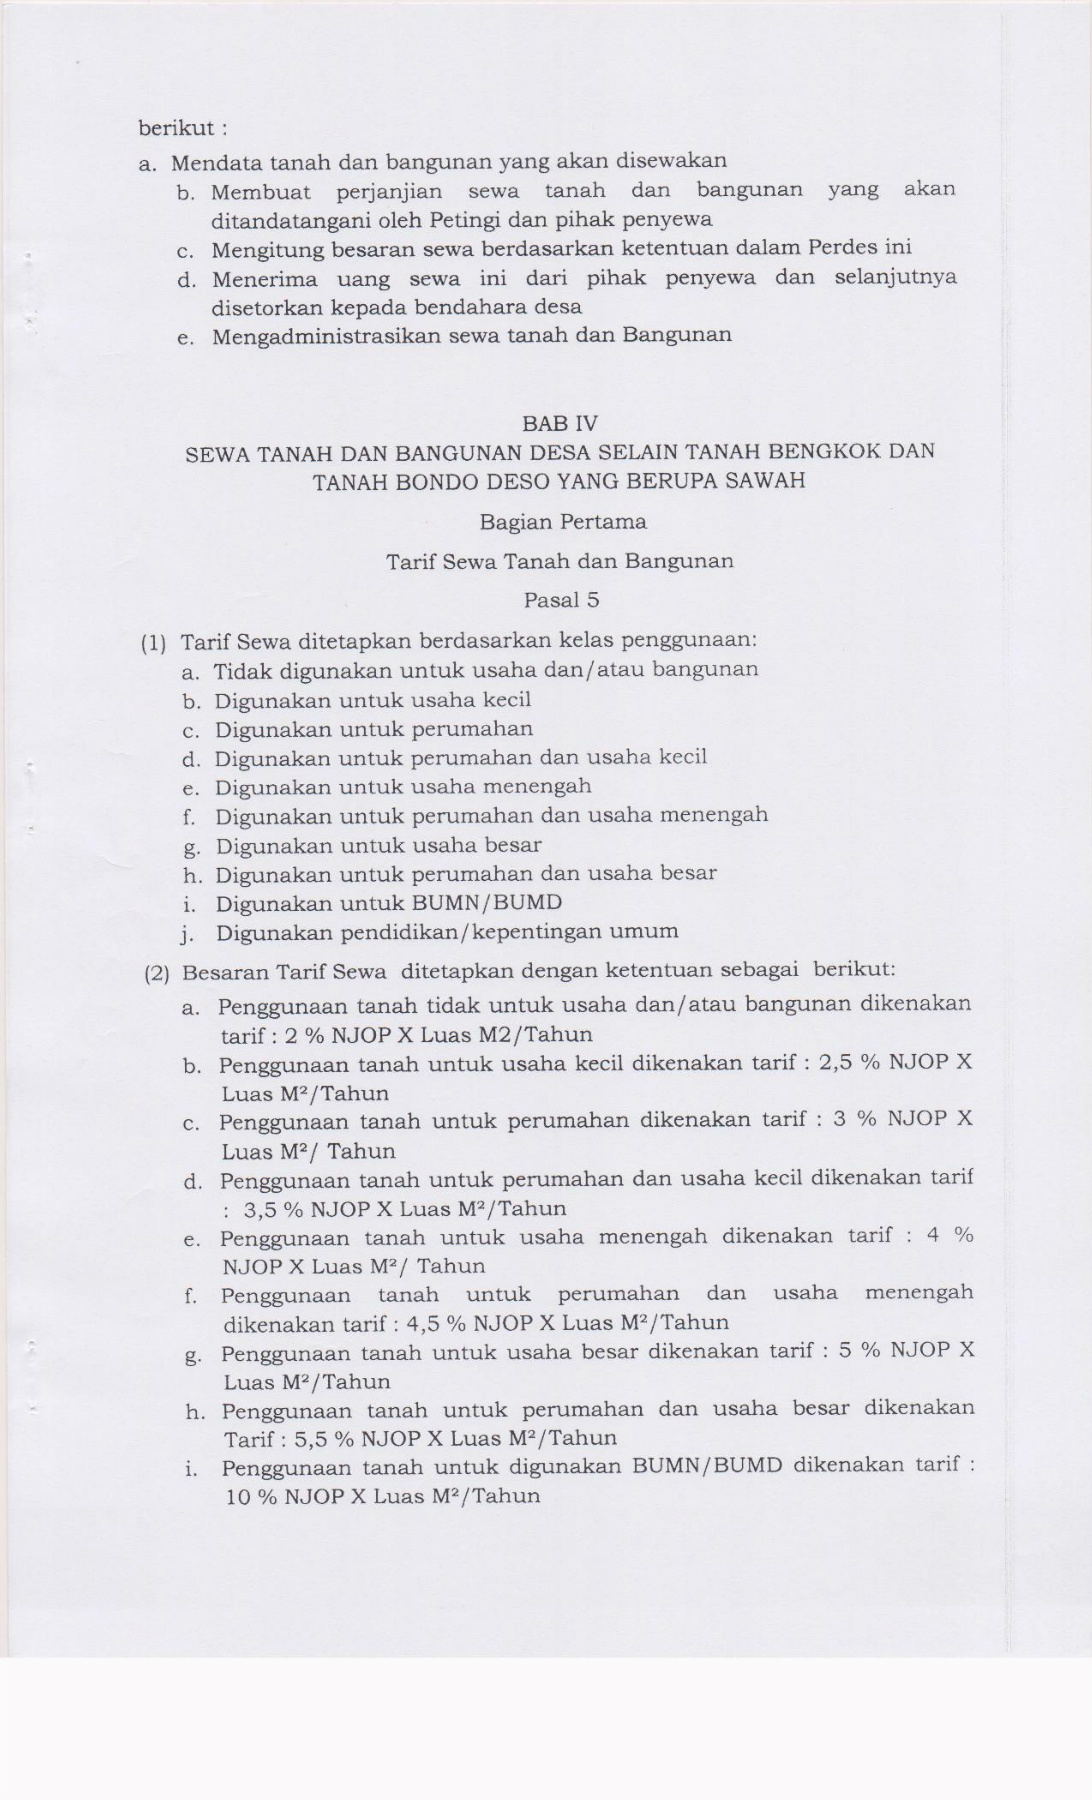 berikut :
a. Mendata tanah dan bangunan yang akan disewakan
b. Membuat perjanjian sewa tanah dan bangunan yang akan
ditandatangani oleh Petingi dan pihak penyewa
c. Mengitung besaran sewa berdasarkan ketentuan dalam Perdes ini
d. Menerima uang sewa ini dari pihak penyewa dan selanjutnya
disetorkan kepada bendahara desa
e. Mengadministrasikan sewa tanah dan Bangunan
BAB IV
SEWA TANAH DAN BANGUNAN DESA SELAIN TANAH BENGKOK DAN
TANAH BONDO DESO YANG BERUPA SAWAH
Bagian Pertama
Tarif Sewa Tanah dan Bangunan
Pasal 5
(1) Tarif Sewa ditetapkan berdasarkan kelas penggunaan:
a. Tidak digunakan untuk usaha dan/atau bangunan
b. Digunakan untuk usaha kecil
c. Digunakan untuk perumahan
d. Digunakan untuk perumahan dan usaha kecil
e. Digunakan untuk usaha menengah
f. Digunakan untuk perumahan dan usaha menengah
g. Digunakan untuk usaha besar
h. Digunakan untuk perumahan dan usaha besar
i. Digunakan untuk BUMN/BUMD
j. Digunakan pendidikan/kepentingan umum
(2) Besaran Tarif Sewa ditetapkan dengan ketentuan sebagai berikut:
a. Penggunaan tanah tidak untuk usaha dan/atau bangunan dikenakan
tarif : 2 % NJOP X Luas M2/Tahun
b. Penggunaan tanah untuk usaha kecil dikenakan tarif : 2,5 % NJOP X
Luas M²/Tahun
c. Penggunaan tanah untuk perumahan dikenakan tarif : 3 % NJOP X
Luas M²/ Tahun
d. Penggunaan tanah untuk perumahan dan usaha kecil dikenakan tarif
: 3,5 % NJOP X Luas M²/Tahun
e. Penggunaan tanah untuk usaha menengah dikenakan tarif : 4 %
NJOP X Luas M²/ Tahun
f. Penggunaan tanah untuk perumahan dan usaha menengah
dikenakan tarif : 4,5 % NJOP X Luas M²/Tahun
g. Penggunaan tanah untuk usaha besar dikenakan tarif : 5 % NJOP X
Luas M²/Tahun
h. Penggunaan tanah untuk perumahan dan usaha besar dikenakan
Tarif : 5,5 % NJOP X Luas M²/Tahun
i. Penggunaan tanah untuk digunakan BUMN/BUMD dikenakan tarif :
10 % NJOP X Luas M²/Tahun